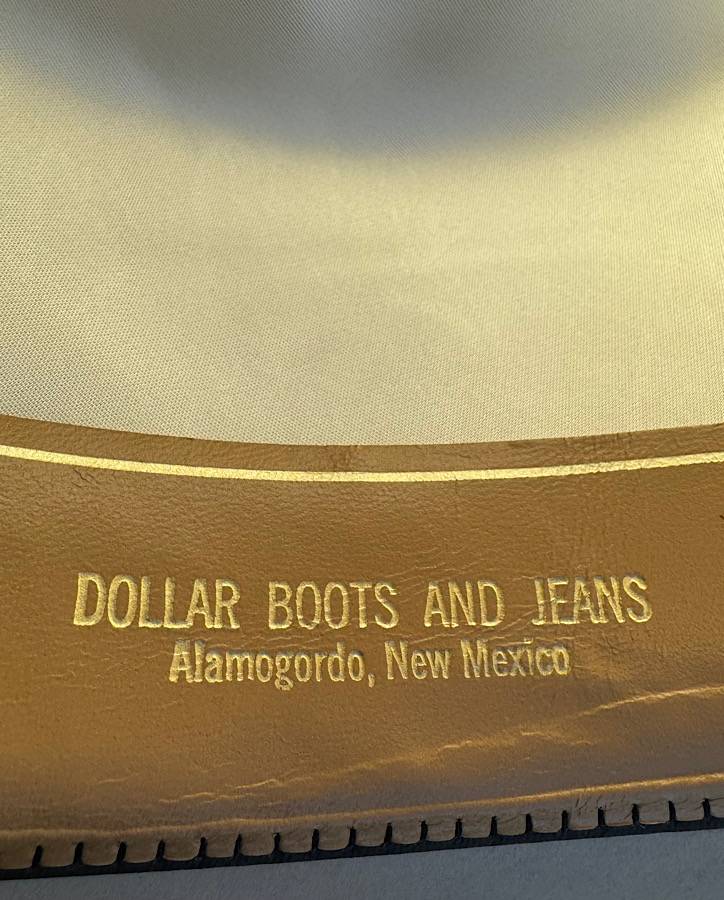 DOLLAR BOOTS AND JEANS
Alamogordo, New Mexico